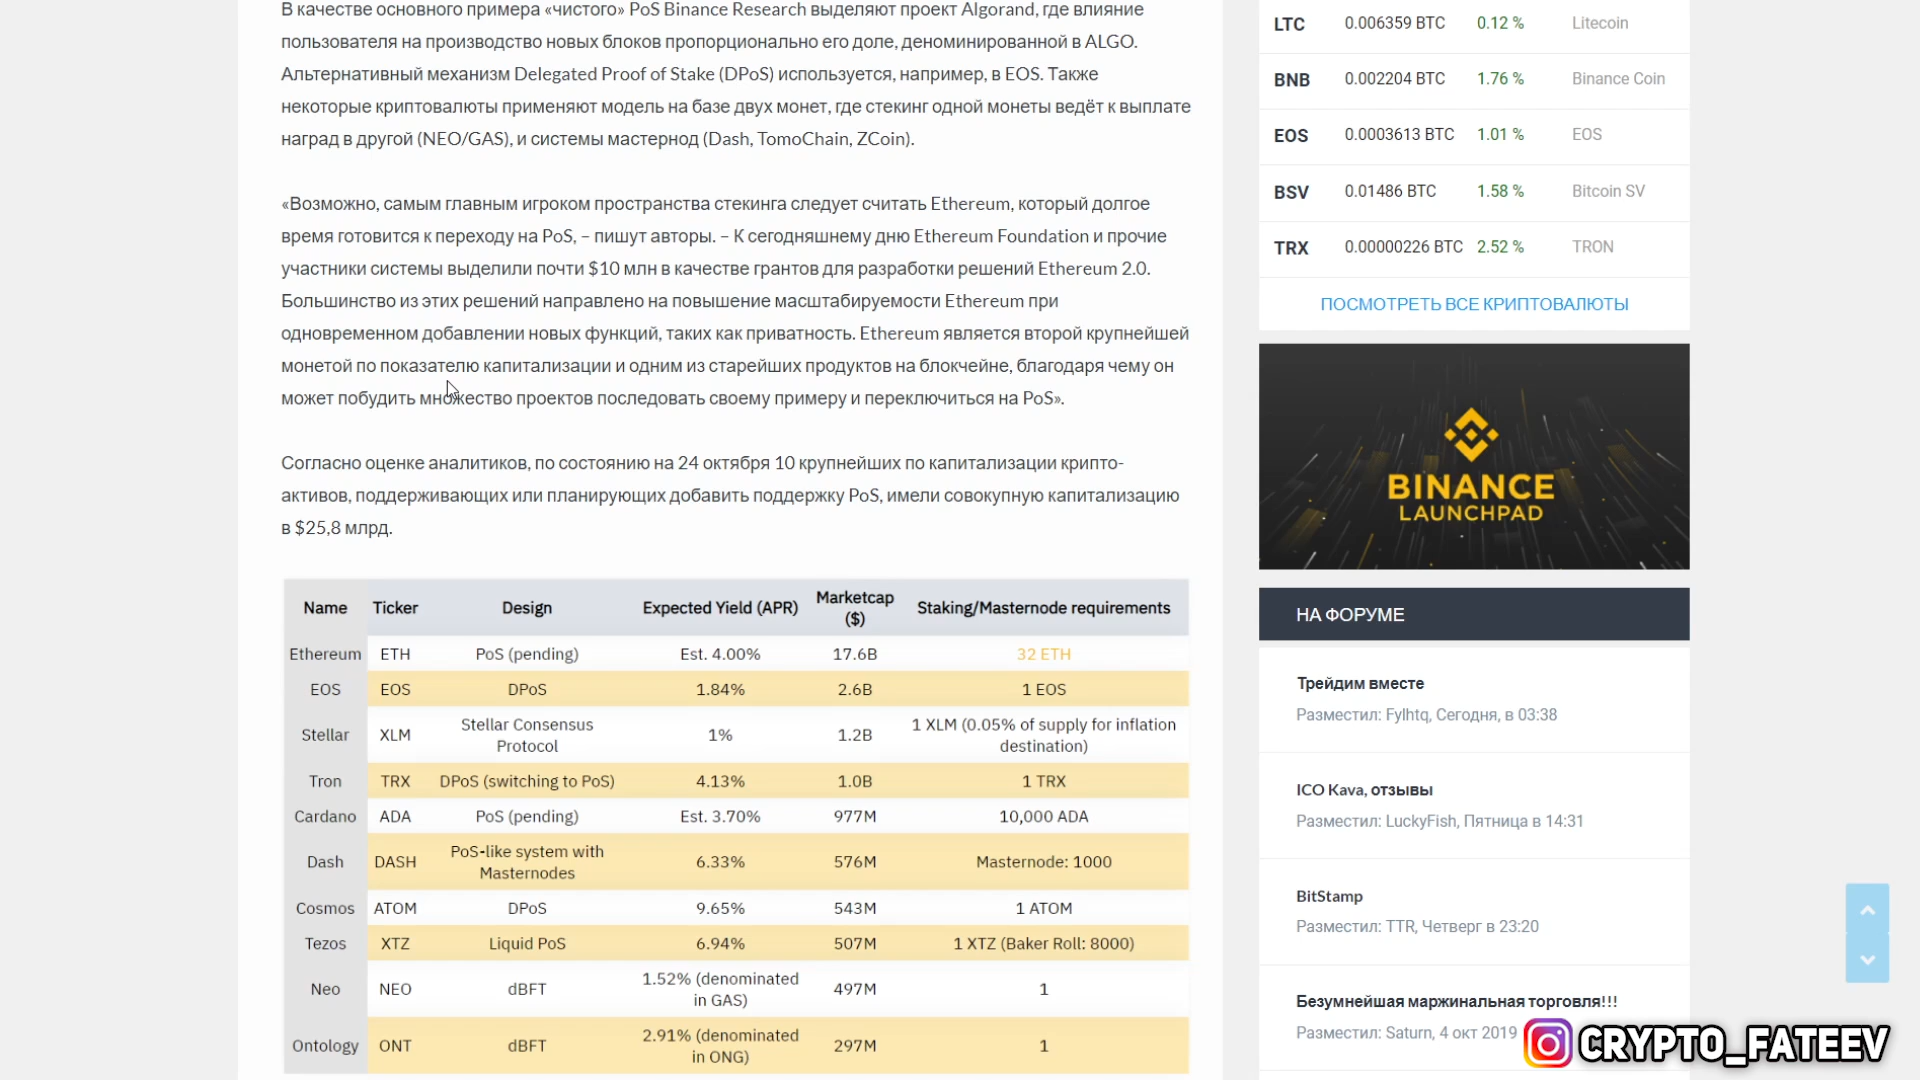 В качестве основного примера «чистого» PoS Binance Research выделяют проект Algorand, где влияние
пользователя на производство новых блоков пропорционально его доле, деноминированной в ALGO.
Альтернативный механизм Delegated Proof of Stake (DPoS) используется, например, в EOS. Также
некоторые криптовалюты применяют модель на базе двух монет, где стекинг одной монеты ведёт к выплате
наград в другой (NEO/GAS), и системы мастернод (Dash, TomoChain, ZCoin).
«Возможно, самым главным игроком пространства стекинга следует считать Ethereum, который долгое
время готовится к переходу на PoS, – пишут авторы. – К сегодняшнему дню Ethereum Foundation и прочие
участники системы выделили почти $10 млн в качестве грантов для разработки решений Ethereum 2.0.
Большинство из этих решений направлено на повышение масштабируемости Ethereum при
одновременном добавлении новых функций, таких как приватность. Ethereum является второй крупнейшей
монетой по показателю капитализации и одним из старейших продуктов на блокчейне, благодаря чему он
может побудить множество проектов последовать своему примеру и переключиться на PoS».
Согласно оценке аналитиков, по состоянию на 24 октября 10 крупнейших по капитализации крипто-
активов, поддерживающих или планирующих добавить поддержку PoS, имели совокупную капитализацию
в $25,8 млрд.
Name Ticker Design Expected Yield (APR) Marketcap ($) Staking/Masternode requirements
Ethereum ETH PoS (pending) Est. 4.00% 17.6B 32 ETH
EOS EOS DPoS 1.84% 2.6B 1 EOS
Stellar XLM Stellar Consensus Protocol 1% 1.2B 1 XLM (0.05% of supply for inflation destination)
Tron TRX DPoS (switching to PoS) 4.13% 1.0B 1 TRX
Cardano ADA PoS (pending) Est. 3.70% 977M 10,000 ADA
Dash DASH PoS-like system with Masternodes 6.33% 576M Masternode: 1000
Cosmos ATOM DPoS 9.65% 543M 1 ATOM
Tezos XTZ Liquid PoS 6.94% 507M 1 XTZ (Baker Roll: 8000)
Neo NEO dBFT 1.52% (denominated in GAS) 497M 1
Ontology ONT dBFT 2.91% (denominated in ONG) 297M 1
LTC 0.006359 BTC 0.12 % Litecoin
BNB 0.002204 BTC 1.76 % Binance Coin
EOS 0.0003613 BTC 1.01 % EOS
BSV 0.01486 BTC 1.58 % Bitcoin SV
TRX 0.00000226 BTC 2.52 % TRON
ПОСМОТРЕТЬ ВСЕ КРИПТОВАЛЮТЫ
BINANCE
LAUNCHPAD
НА ФОРУМЕ
Трейдим вместе
Разместил: Fylhtq, Сегодня, в 03:38
ICO Kava, отзывы
Разместил: LuckyFish, Пятница в 14:31
BitStamp
Разместил: TTR, Четверг в 23:20
Безумнейшая маржинальная торговля!!!
Разместил: Saturn, 4 окт 2019
CRYPTO_FATEEV